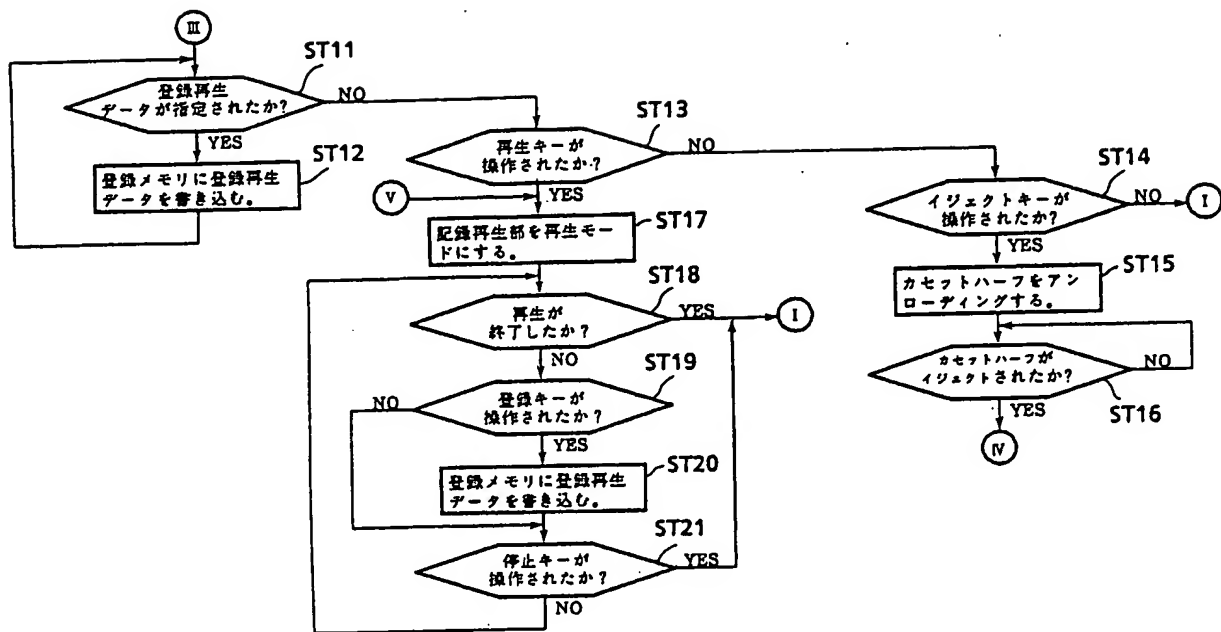 III
ST11
登録再生
データが指定されたか?
NO
YES
ST12
登録メモリに登録再生
データを書き込む。
ST13
再生キーが
操作されたか?
NO
YES
V
ST17
記録再生部を再生モー
ドにする。
ST18
再生が
終了したか?
YES
I
NO
ST19
登録キーが
操作されたか?
NO
YES
ST20
登録メモリに登録再生
データを書き込む。
ST21
停止キーが
操作されたか?
YES
NO
ST14
イジェクトキーが
操作されたか?
NO
I
YES
ST15
カセットハーフをアン
ローディングする。
カセットハーフが
イジェクトされたか?
NO
YES
ST16
IV